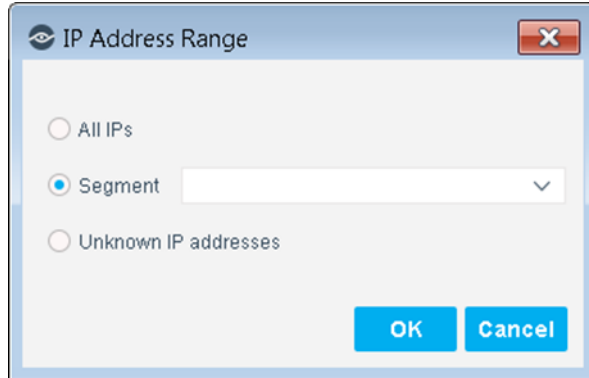 IP Address Range
All IPs
Segment
Unknown IP addresses
OK Cancel